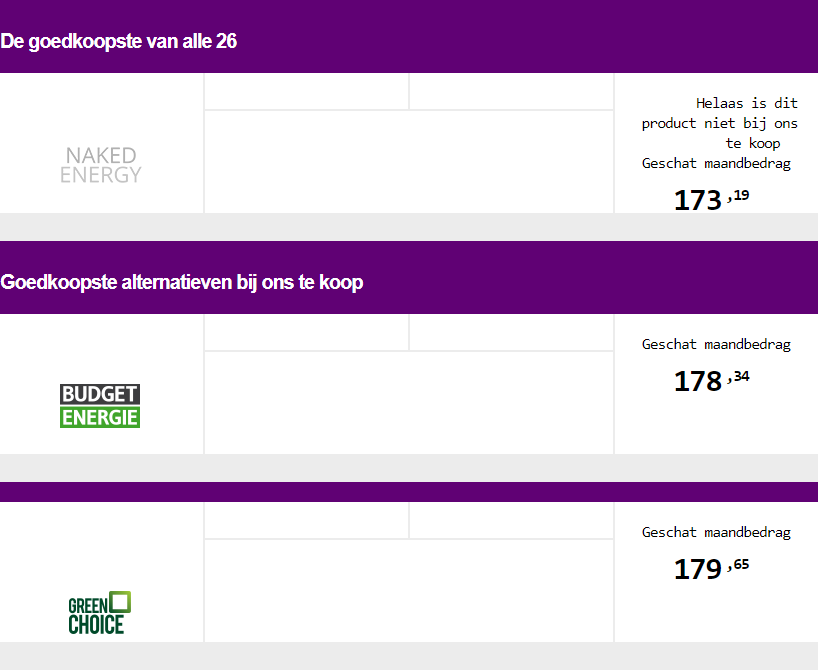 De goedkoopste van alle 26
Helaas is dit
product niet bij ons
te koop
NAKED
ENERGY
Geschat maandbedrag
173,19
Goedkoopste alternatieven bij ons te koop
Geschat maandbedrag
178,34
BUDGET
ENERGIE
Geschat maandbedrag
179,65
GREEN
CHOICE